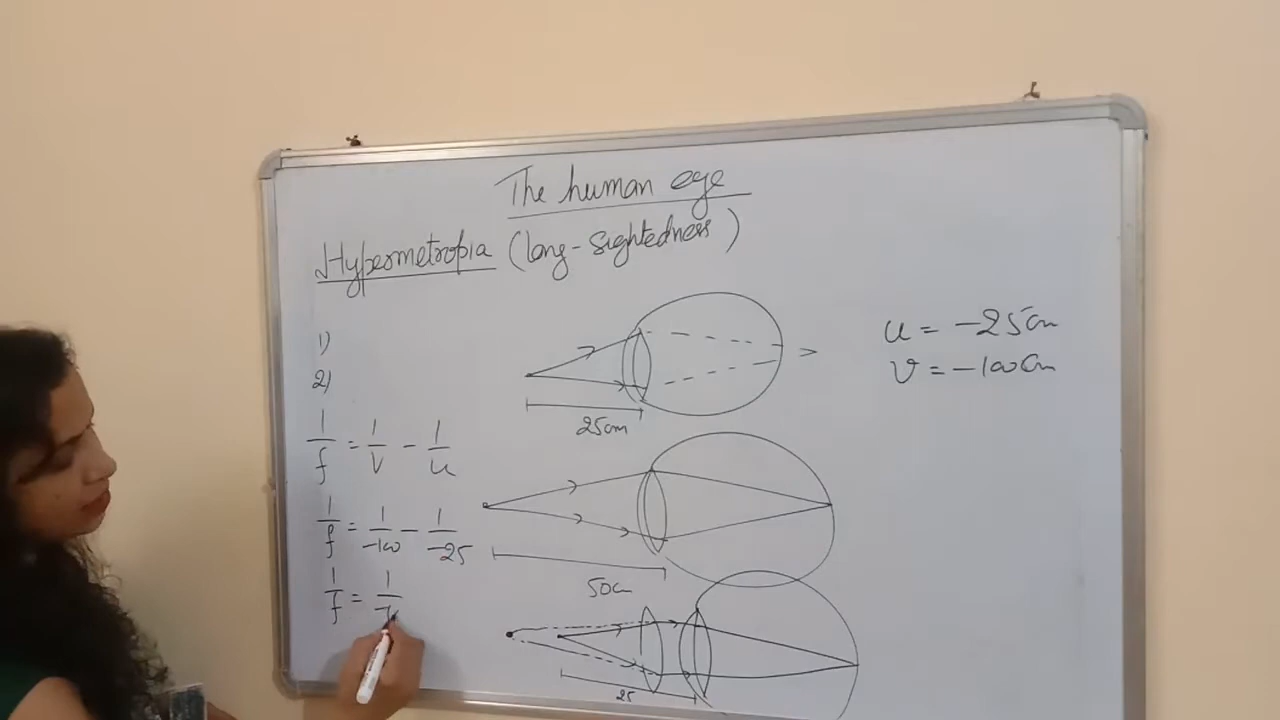 The human eye
Hypermetropia (long-sightedness)
1)
2)
1/f = 1/v - 1/u
1/f = 1/-100 - 1/-25
1/f = 1/-
25cm
50cm
25
u = -25cm
v = -100cm